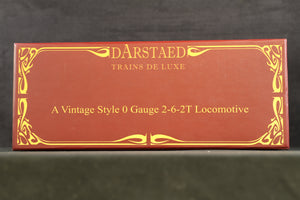 DARSTAED
TRAINS DE LUXE
A Vintage Style 0 Gauge 2-6-2T Locomotive